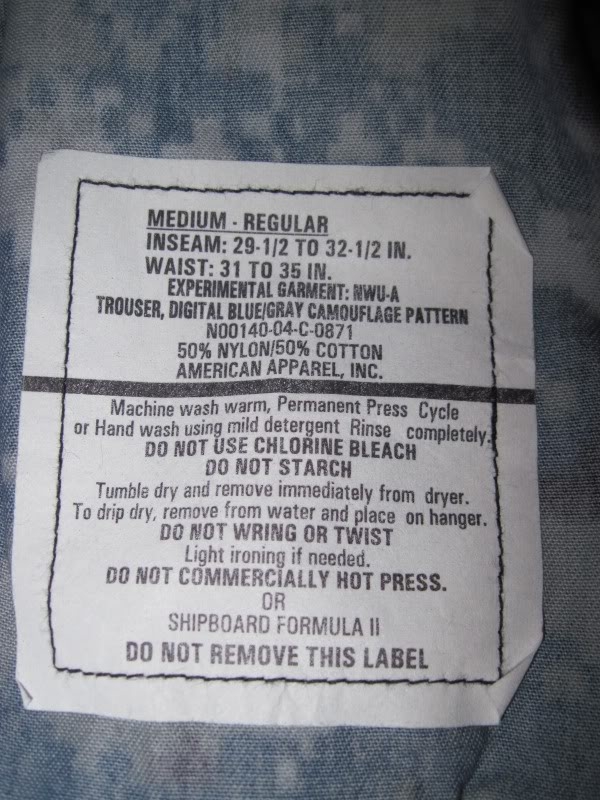 MEDIUM - REGULAR
INSEAM: 29-1/2 TO 32-1/2 IN.
WAIST: 31 TO 35 IN.
EXPERIMENTAL GARMENT: NWU-A
TROUSER, DIGITAL BLUE/GRAY CAMOUFLAGE PATTERN
N00140-04-C-0871
50% NYLON/50% COTTON
AMERICAN APPAREL, INC.
Machine wash warm, Permanent Press Cycle
or Hand wash using mild detergent Rinse completely.
DO NOT USE CHLORINE BLEACH
DO NOT STARCH
Tumble dry and remove immediately from dryer.
To drip dry, remove from water and place on hanger.
DO NOT WRING OR TWIST
Light ironing if needed.
DO NOT COMMERCIALLY HOT PRESS.
OR
SHIPBOARD FORMULA II
DO NOT REMOVE THIS LABEL